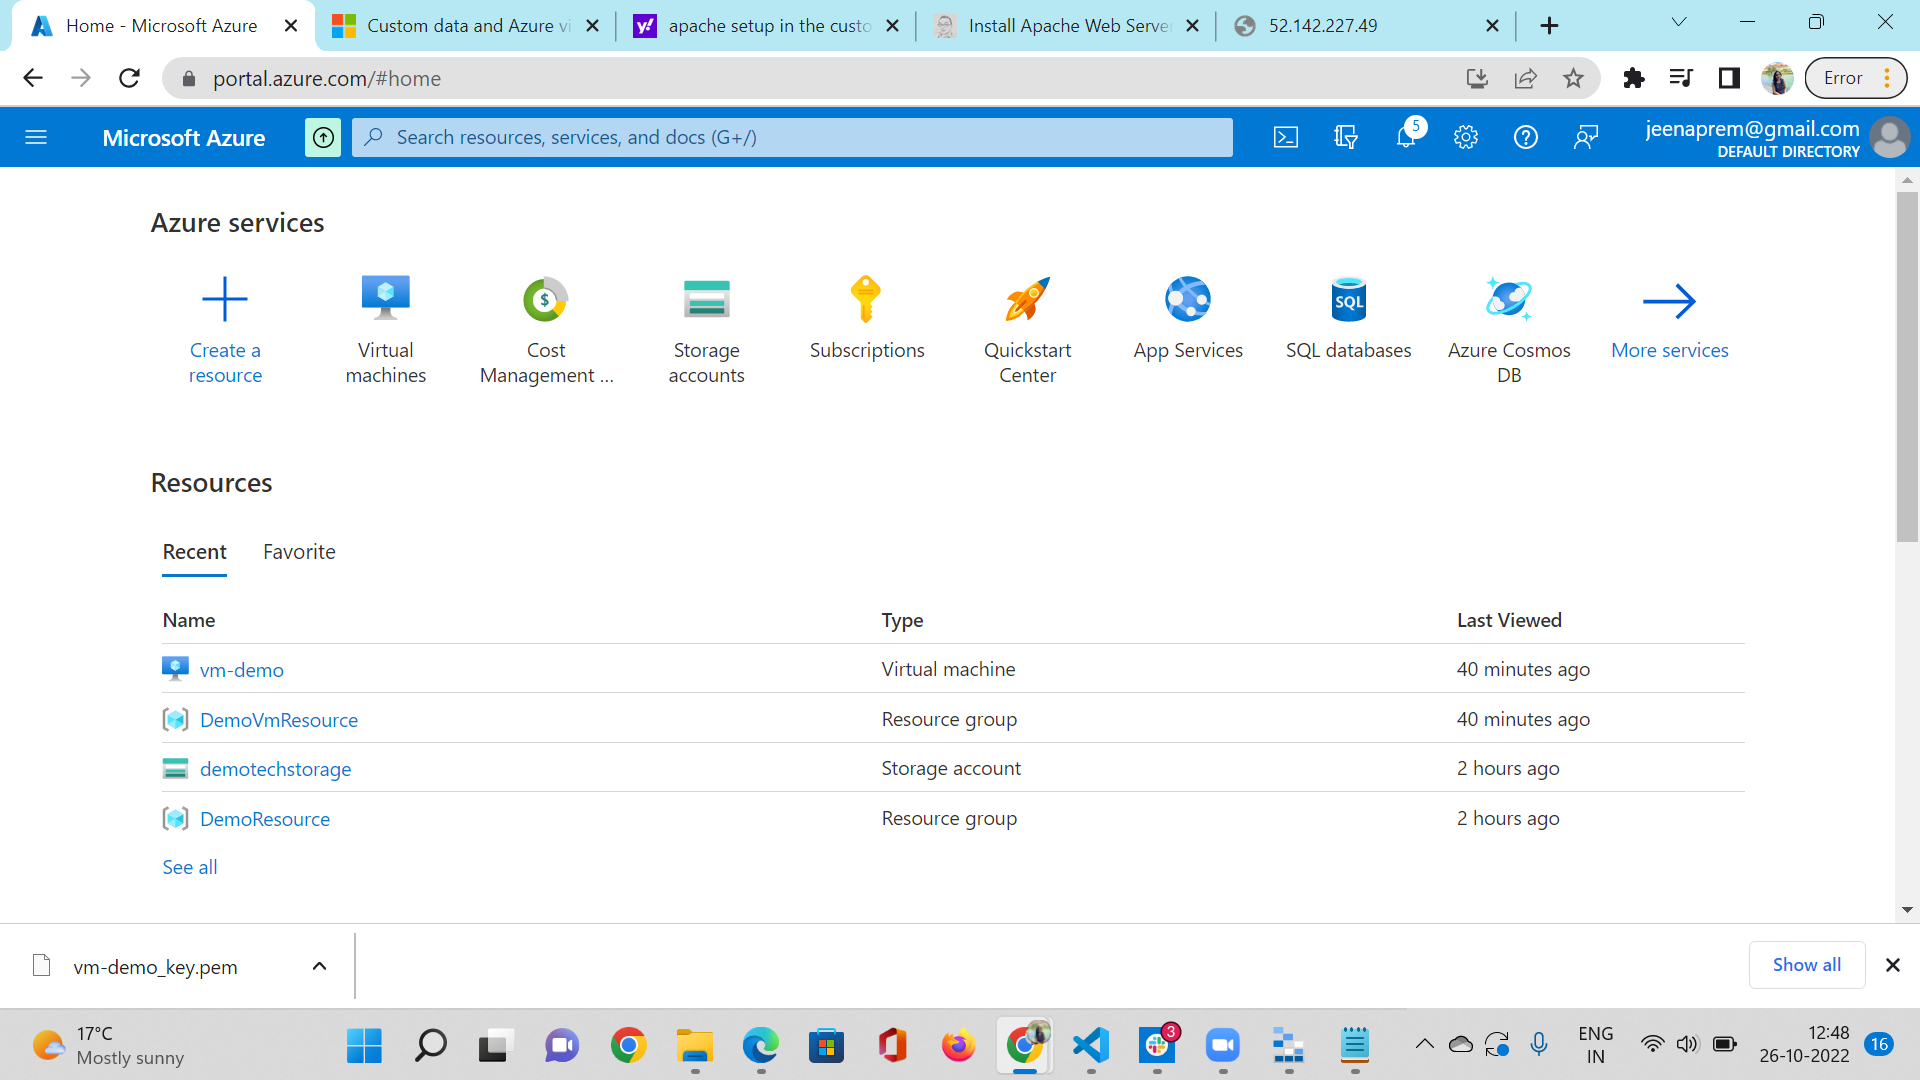 Home - Microsoft Azure
Custom data and Azure vi
apache setup in the custo
Install Apache Web Serve
52.142.227.49
portal.azure.com/#home
Error
Microsoft Azure
Search resources, services, and docs (G+/)
5
jeenaprem@gmail.com
DEFAULT DIRECTORY
Azure services
Create a
resource
Virtual
machines
Cost
Management ...
Storage
accounts
Subscriptions
Quickstart
Center
App Services
SQL
SQL databases
Azure Cosmos
DB
More services
Resources
Recent
Favorite
Name
Type
Last Viewed
vm-demo
Virtual machine
40 minutes ago
DemoVmResource
Resource group
40 minutes ago
demotechstorage
Storage account
2 hours ago
DemoResource
Resource group
2 hours ago
See all
vm-demo_key.pem
Show all
17°C
Mostly sunny
3
ENG
IN
12:48
26-10-2022
16